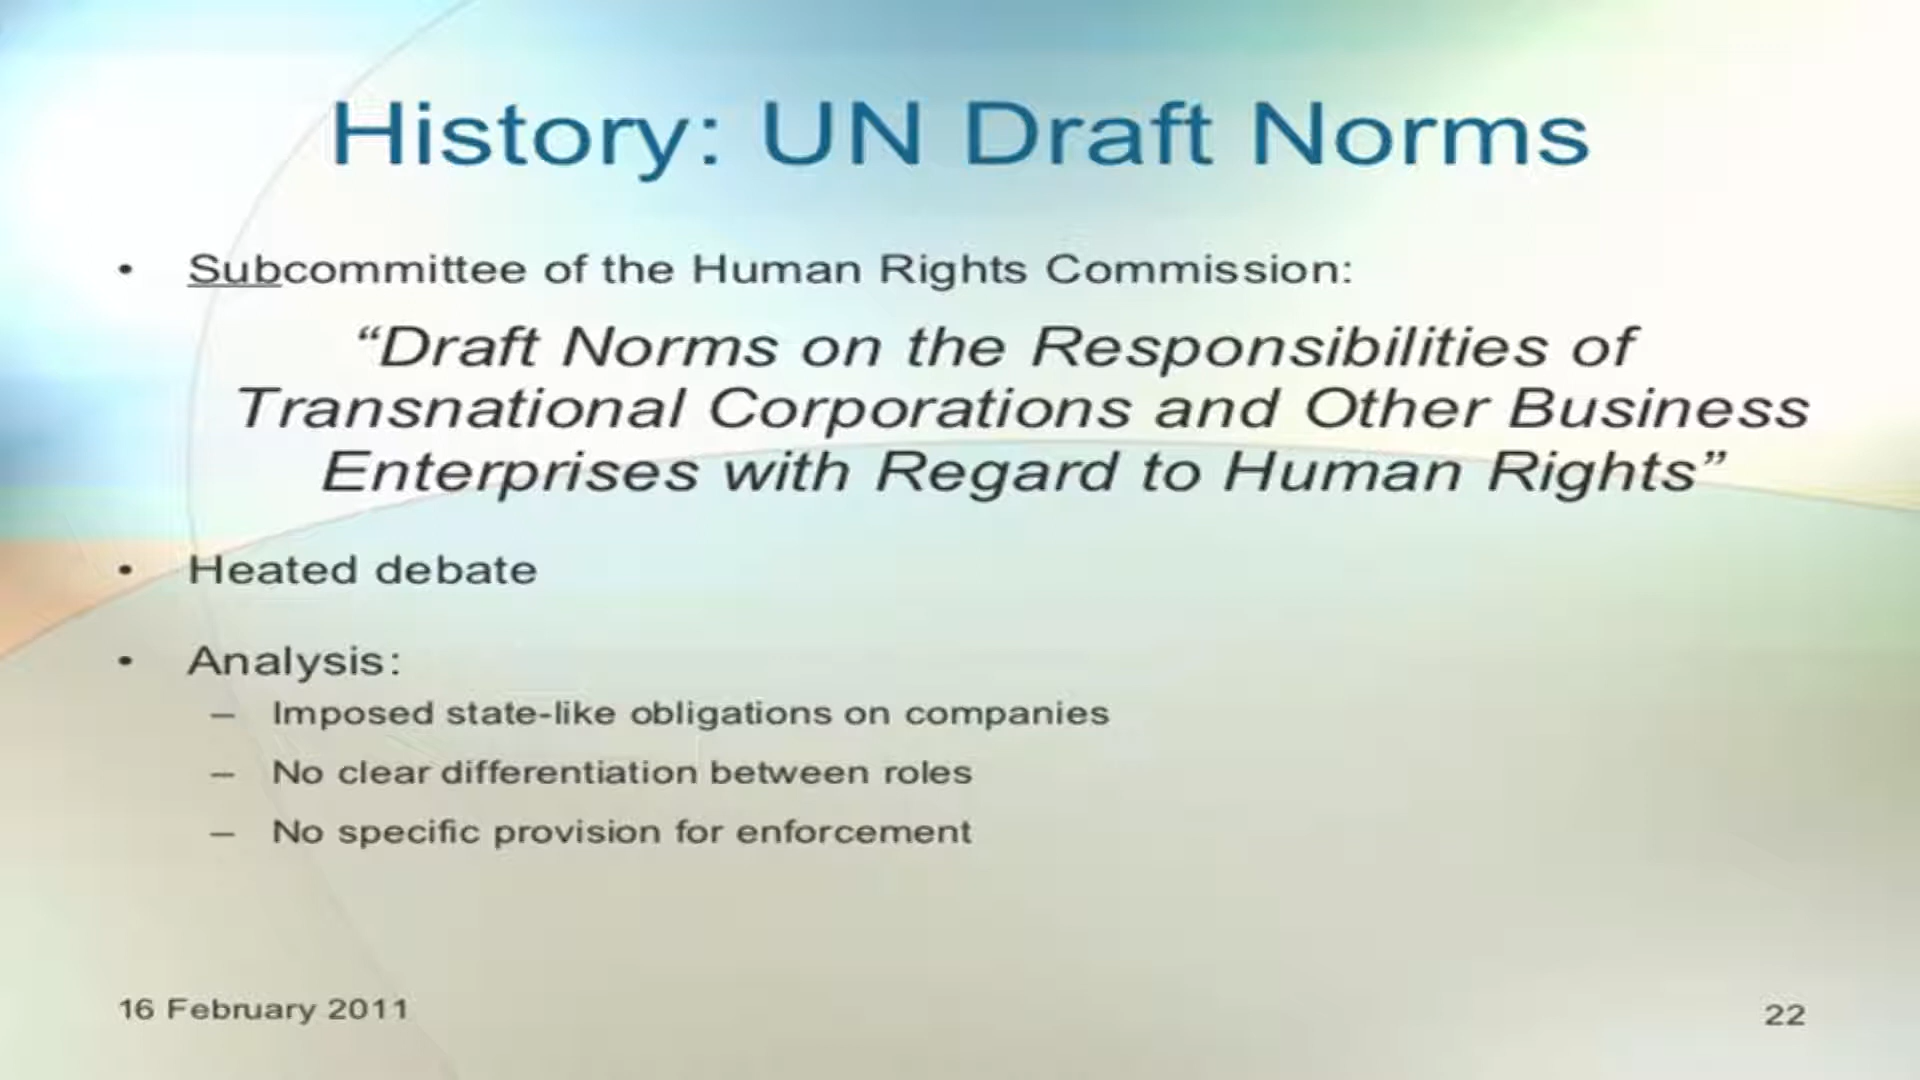 History: UN Draft Norms
• Subcommittee of the Human Rights Commission:
“Draft Norms on the Responsibilities of
Transnational Corporations and Other Business
Enterprises with Regard to Human Rights”
• Heated debate
• Analysis:
– Imposed state-like obligations on companies
– No clear differentiation between roles
– No specific provision for enforcement
16 February 2011
22